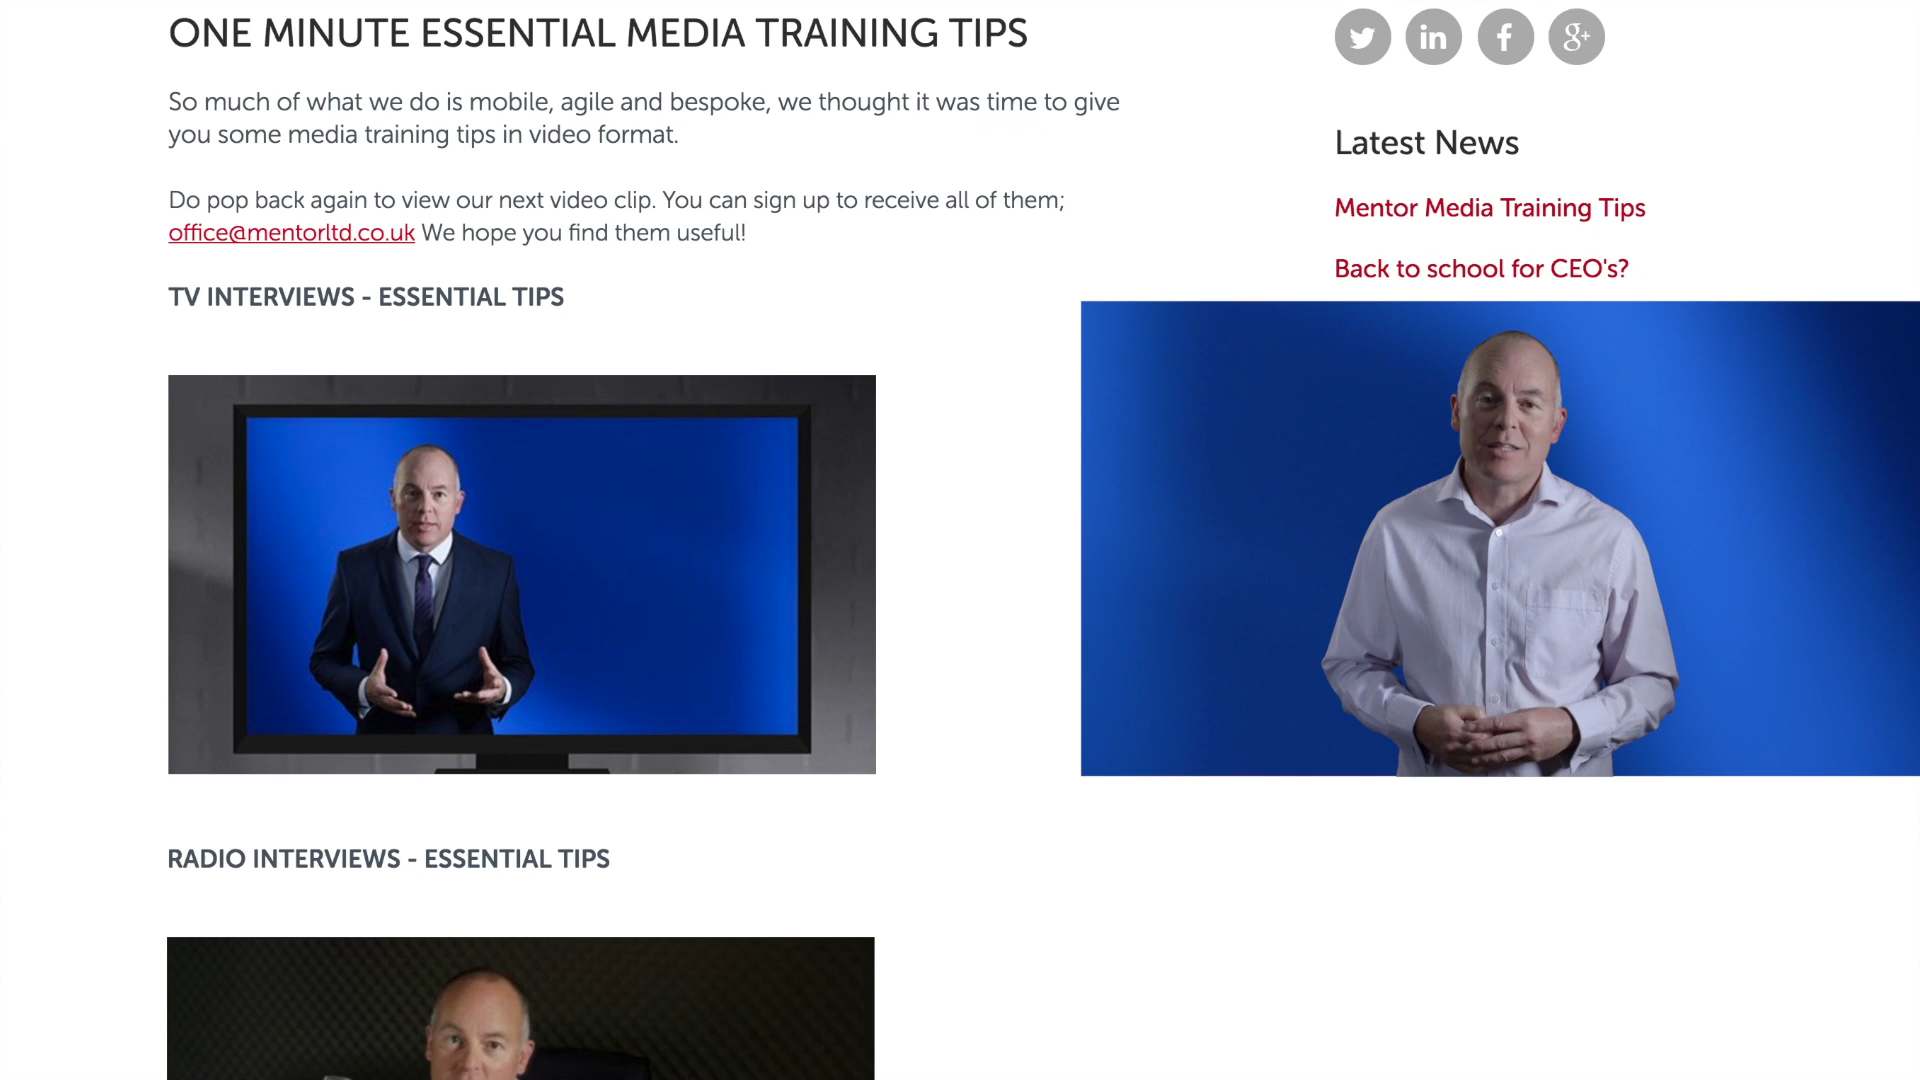 ONE MINUTE ESSENTIAL MEDIA TRAINING TIPS
So much of what we do is mobile, agile and bespoke, we thought it was time to give
you some media training tips in video format.
Do pop back again to view our next video clip. You can sign up to receive all of them;
office@mentorltd.co.uk We hope you find them useful!
TV INTERVIEWS - ESSENTIAL TIPS
RADIO INTERVIEWS - ESSENTIAL TIPS
in f g+
Latest News
Mentor Media Training Tips
Back to school for CEO's?